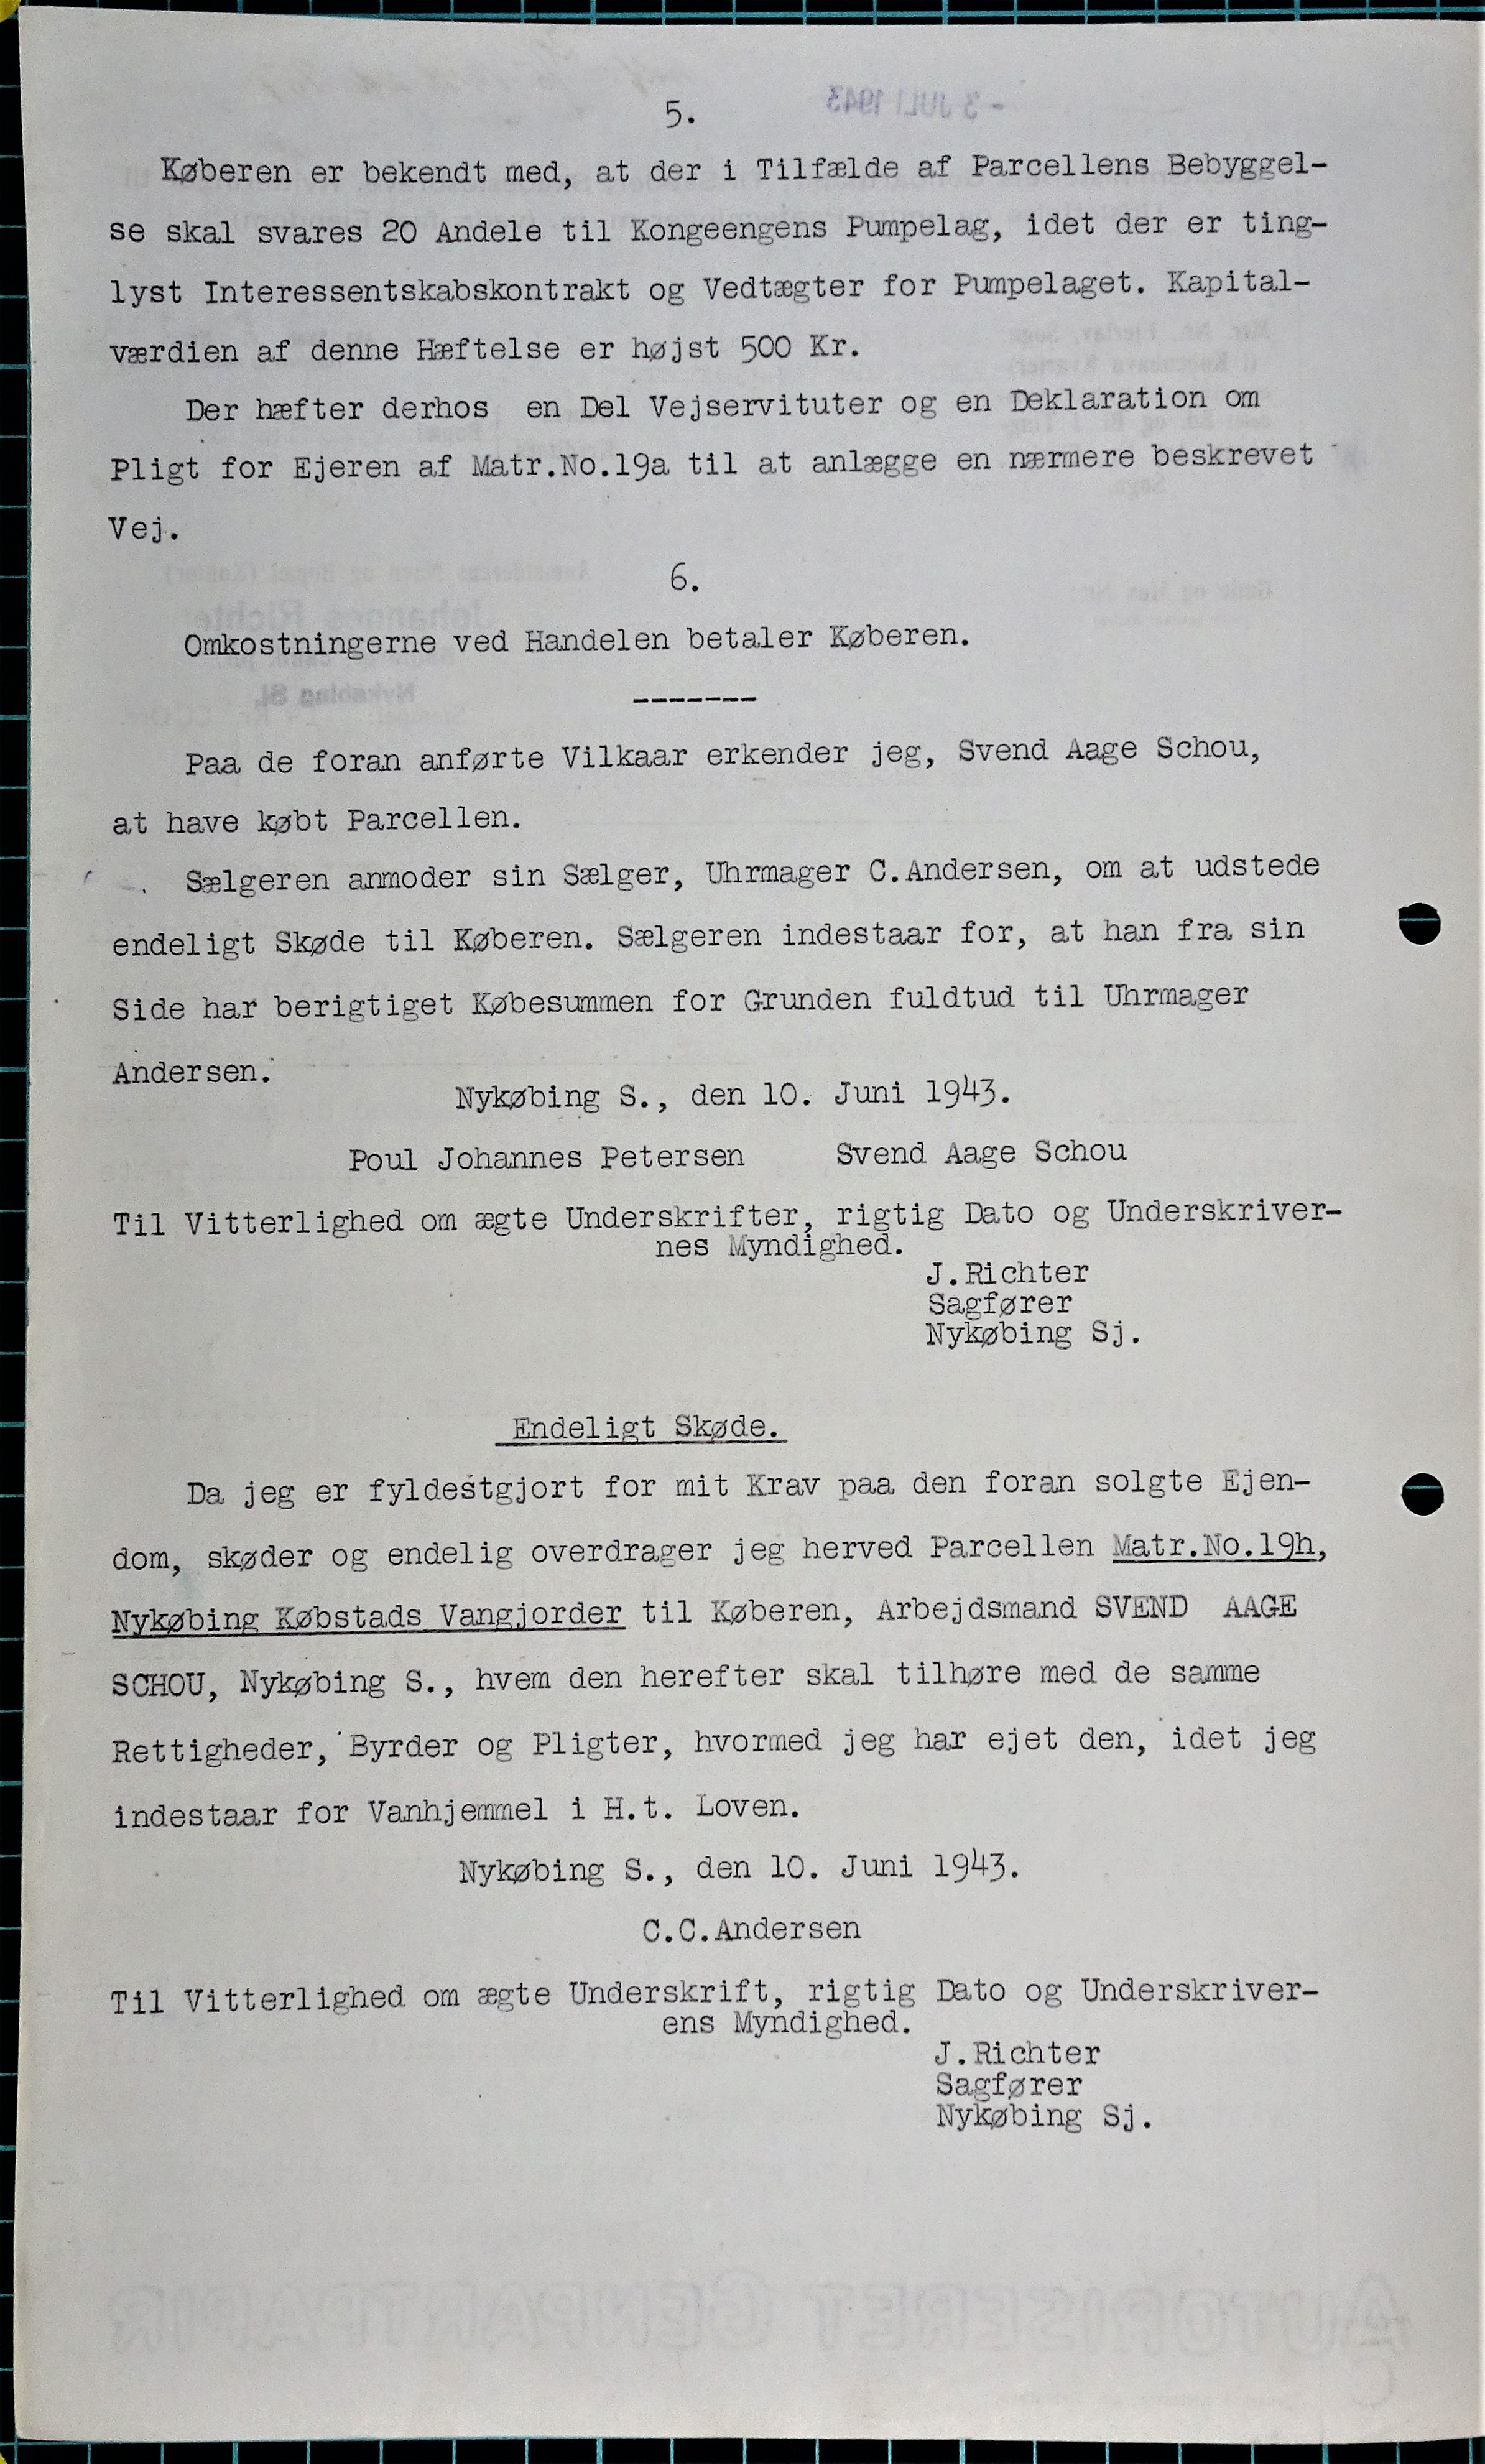 - 3 JULI 1943
5.
Køberen er bekendt med, at der i Tilfælde af Parcellens Bebyggel-
se skal svares 20 Andele til Kongeengens Pumpelag, idet der er ting-
lyst Interessentskabskontrakt og Vedtægter for Pumpelaget. Kapital-
værdien af denne Hæftelse er højst 500 Kr.
Der hæfter derhos en Del Vejservituter og en Deklaration om
Pligt for Ejeren af Matr.No.19a til at anlægge en nærmere beskrevet
Vej.
6.
Omkostningerne ved Handelen betaler Køberen.
-------
Paa de foran anførte Vilkaar erkender jeg, Svend Aage Schou,
at have købt Parcellen.
Sælgeren anmoder sin Sælger, Uhrmager C.Andersen, om at udstede
endeligt Skøde til Køberen. Sælgeren indestaar for, at han fra sin
Side har berigtiget Købesummen for Grunden fuldtud til Uhrmager
Andersen.
Nykøbing S., den 10. Juni 1943.
Poul Johannes Petersen Svend Aage Schou
Til Vitterlighed om ægte Underskrifter, rigtig Dato og Underskriver-
nes Myndighed.
J.Richter
Sagfører
Nykøbing Sj.
Endeligt Skøde.
Da jeg er fyldestgjort for mit Krav paa den foran solgte Ejen-
dom, skøder og endelig overdrager jeg herved Parcellen Matr.No.19h,
Nykøbing Købstads Vangjorder til Køberen, Arbejdsmand SVEND AAGE
SCHOU, Nykøbing S., hvem den herefter skal tilhøre med de samme
Rettigheder, Byrder og Pligter, hvormed jeg har ejet den, idet jeg
indestaar for Vanhjemmel i H.t. Loven.
Nykøbing S., den 10. Juni 1943.
C.C.Andersen
Til Vitterlighed om ægte Underskrift, rigtig Dato og Underskriver-
ens Myndighed.
J.Richter
Sagfører
Nykøbing Sj.
AUTORISERET GENPARTPAPIR